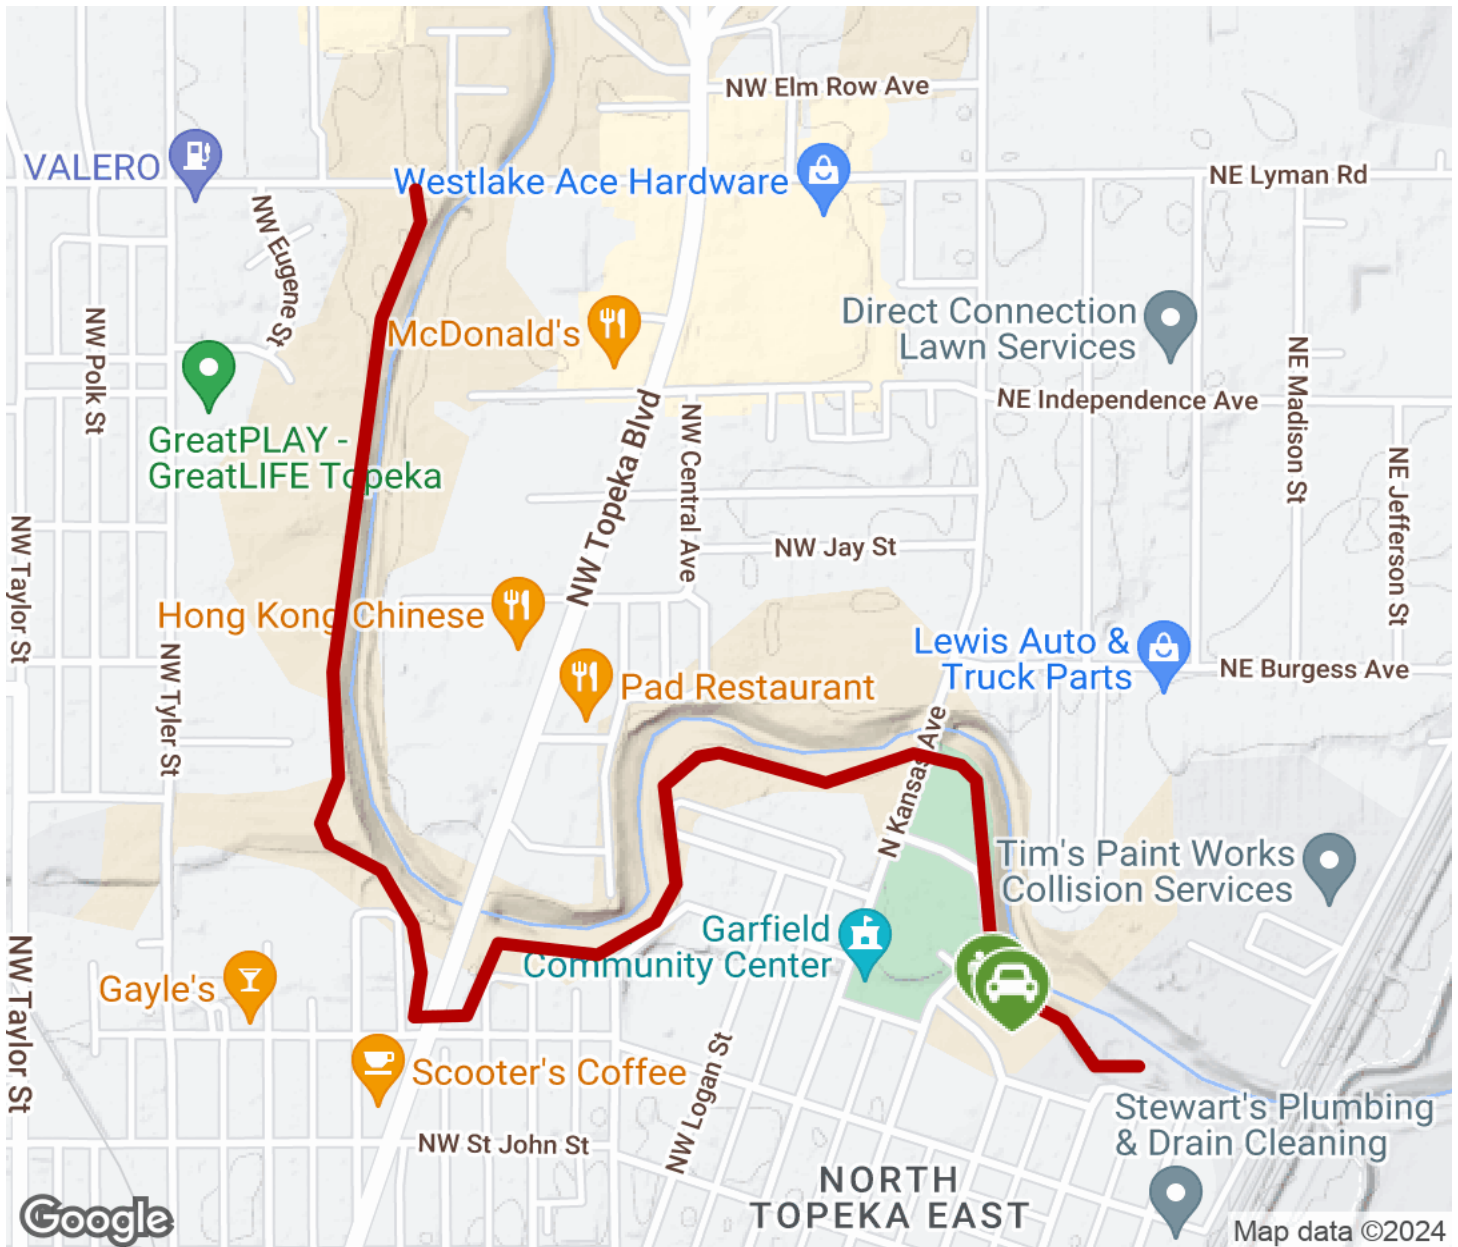 NW Elm Row Ave
VALERO
Westlake Ace Hardware
NE Lyman Rd
NW Eugene St
NW Polk St
McDonald's
Direct Connection
Lawn Services
NE Madison St
NE Independence Ave
NW Topeka Blvd
NW Central Ave
GreatPLAY -
GreatLIFE Topeka
NE Jefferson St
NW Taylor St
NW Jay St
Hong Kong Chinese
Lewis Auto &
Truck Parts
NE Burgess Ave
NW Tyler St
Pad Restaurant
N Kansas Ave
Tim's Paint Works
Collision Services
Garfield
Community Center
NW Taylor St
Gayle's
Scooter's Coffee
NW Logan St
NW St John St
Stewart's Plumbing
& Drain Cleaning
NORTH
TOPEKA EAST
Google
Map data ©2024